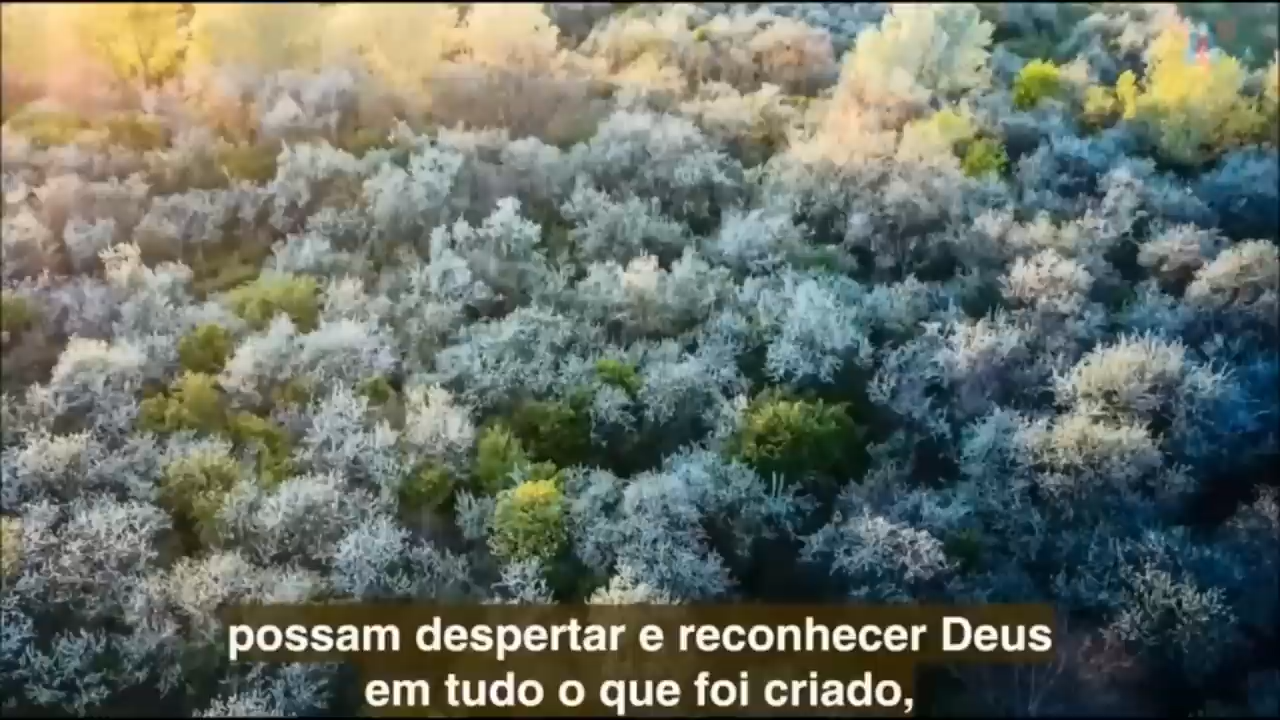 possam despertar e reconhecer Deus
em tudo o que foi criado,